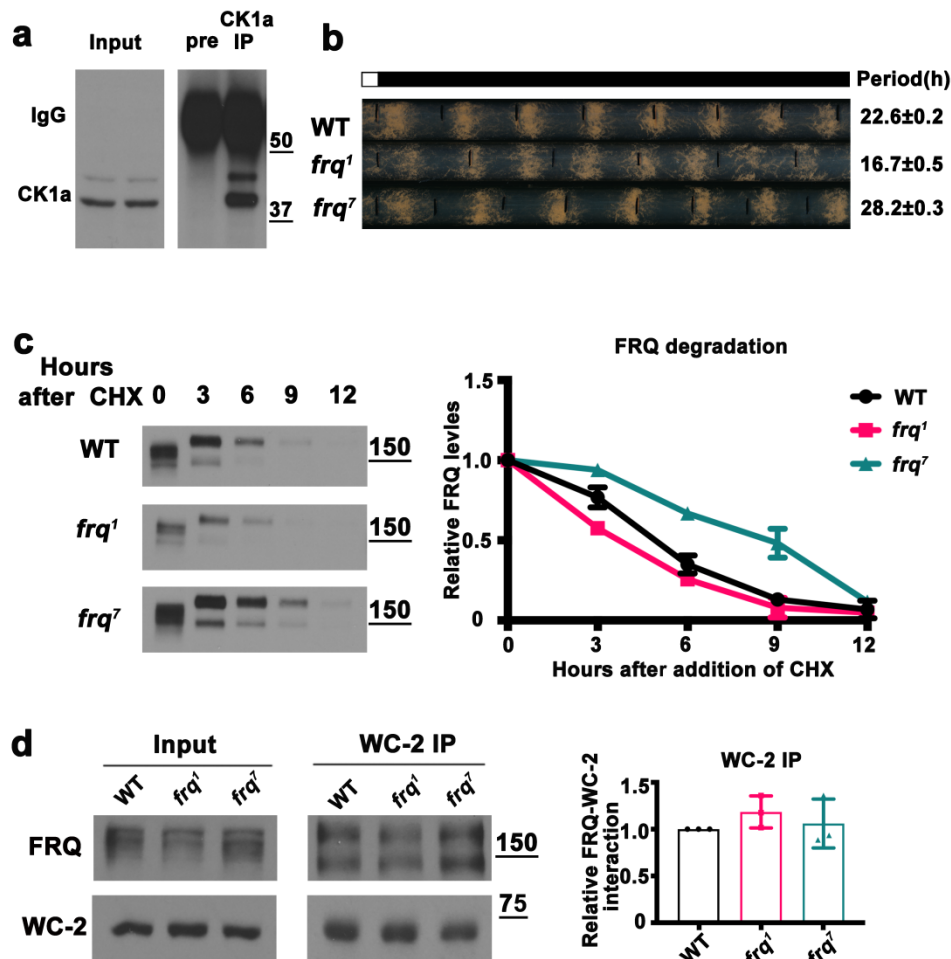 a
Input
pre
CK1a
IP
IgG
CK1a
50
37
b
Period(h)
WT
22.6±0.2
frq¹
16.7±0.5
frq⁷
28.2±0.3
c
Hours
after CHX 0 3 6 9 12
WT
150
frq¹
150
frq⁷
150
FRQ degradation
Relative FRQ levles
1.5
1.0
0.5
0
0 3 6 9 12
Hours after addition of CHX
WT
frq¹
frq⁷
d
Input
WT frq¹ frq⁷
WC-2 IP
WT frq¹ frq⁷
FRQ
150
75
WC-2
WC-2 IP
Relative FRQ-WC-2
interaction
1.5
1.0
0.5
0
WT frq¹ frq⁷